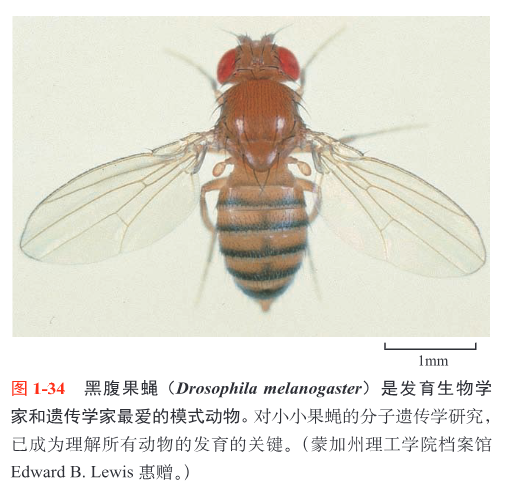 1mm
图 1-34 黑腹果蝇（Drosophila melanogaster）是发育生物学
家和遗传学家最爱的模式动物。对小小果蝇的分子遗传学研究，
已成为理解所有动物的发育的关键。（蒙加州理工学院档案馆
Edward B. Lewis 惠赠。）